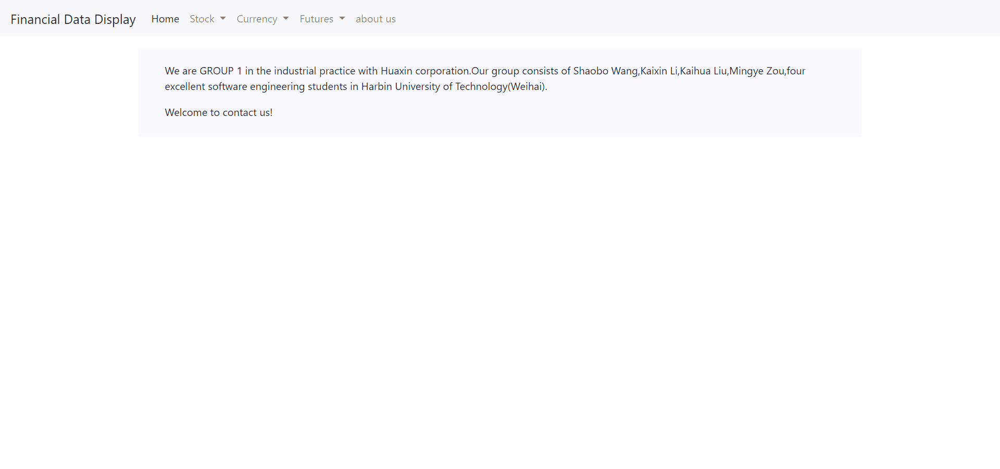 Financial Data Display Home Stock Currency Futures about us
We are GROUP 1 in the industrial practice with Huaxin corporation.Our group consists of Shaobo Wang,Kaixin Li,Kaihua Liu,Mingye Zou,four
excellent software engineering students in Harbin University of Technology(Weihai).
Welcome to contact us!